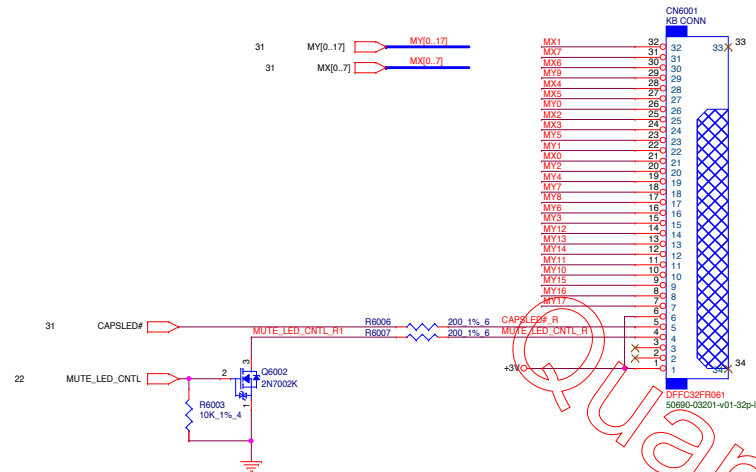 CN6001
KB CONN
31 MY[0..17] MY[0..17]
31 MX[0..7] MX[0..7]
33 33
MX1 32 32
MX7 31 31
MX6 30 30
MY9 29 29
MX4 28 28
MX5 27 27
MY0 26 26
MX2 25 25
MX3 24 24
MY5 23 23
MY1 22 22
MX0 21 21
MY2 20 20
MY4 19 19
MY7 18 18
MY8 17 17
MY6 16 16
MY3 15 15
MY12 14 14
MY13 13 13
MY14 12 12
MY11 11 11
MY10 10 10
MY15 9 9
MY16 8 8
MY17 7 7
6 6
31 CAPSLED# R6006 200_1%_6 CAPSLED#_R 5 5
MUTE_LED_CNTL_R1 R6007 200_1%_6 MUTE_LED_CNTL_R 4 4
3 3
2 2
+3V 1 1
34 34
22 MUTE_LED_CNTL 2 3 1
Q6002
2N7002K
R6003
10K_1%_4
DFFC32FR061
50690-03201-v01-32p-l
Quan